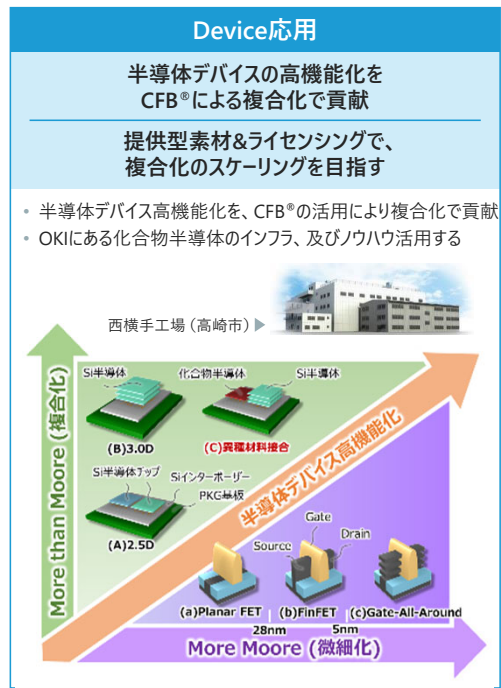 Device応用
半導体デバイスの高機能化を
CFB®による複合化で貢献
提供型素材&ライセンシングで、
複合化のスケーリングを目指す
• 半導体デバイス高機能化を、CFB®の活用により複合化で貢献
• OKIにある化合物半導体のインフラ、及びノウハウ活用する
西横手工場（高崎市）▶
More than Moore (複合化)
Si半導体
化合物半導体
Si半導体
(B)3.0D
(C)異種材料接合
Si半導体チップ
Siインターポーザー
PKG基板
(A)2.5D
半導体デバイス高機能化
Gate
Source
Drain
(a)Planar FET
(b)FinFET
(c)Gate-All-Around
28nm
5nm
More Moore (微細化)